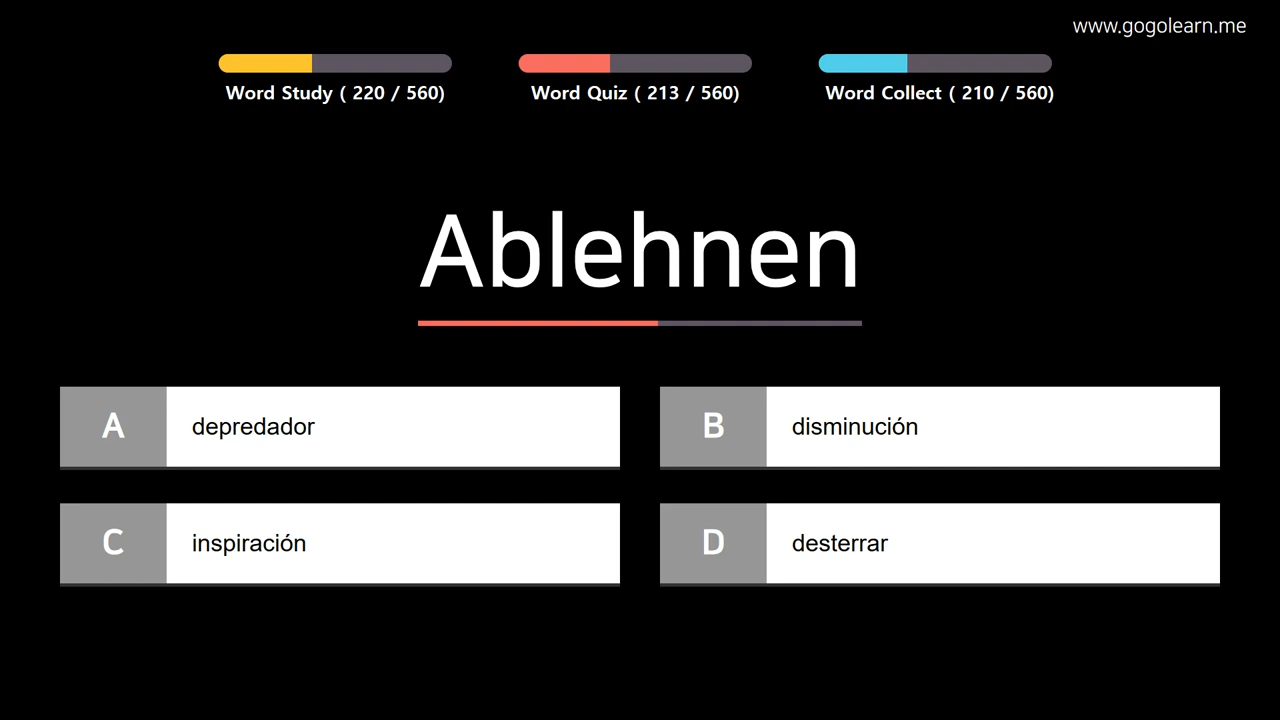 www.gogolearn.me
Word Study ( 220 / 560)
Word Quiz ( 213 / 560)
Word Collect ( 210 / 560)
Ablehnen
A depredador
B disminución
C inspiración
D desterrar